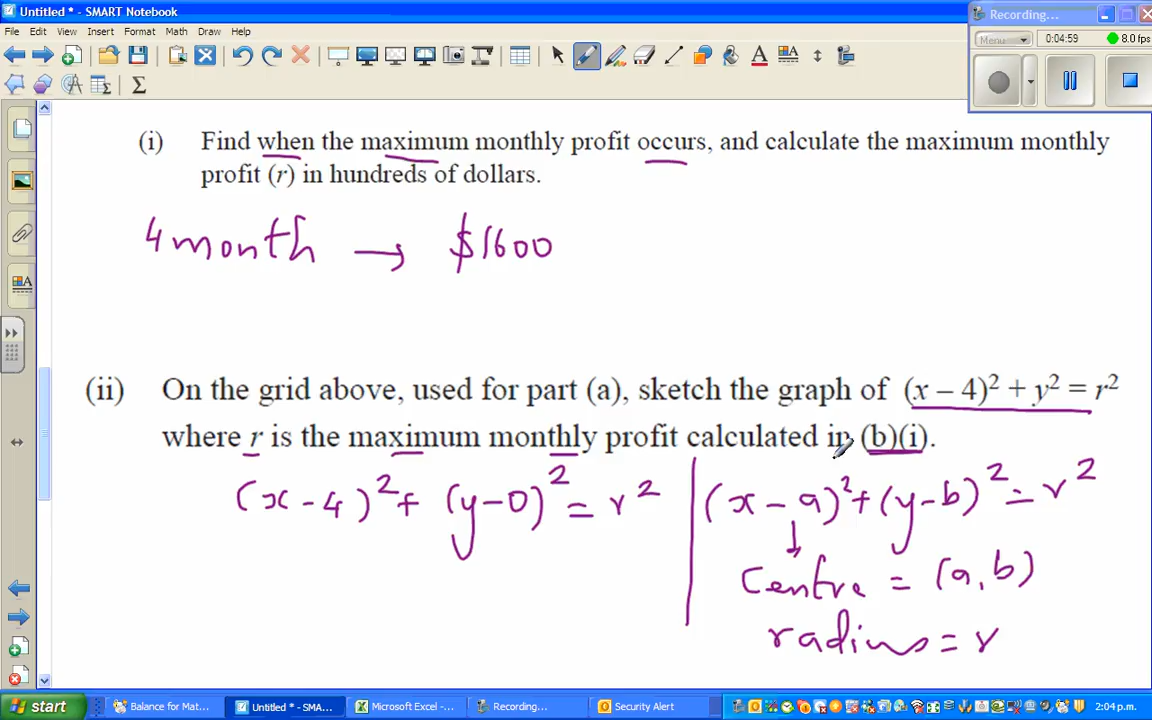 Untitled * - SMART Notebook
Recording...
File Edit View Insert Format Math Draw Help
Menu
0:04:59
8.0 fps
(i) Find when the maximum monthly profit occurs, and calculate the maximum monthly
profit (r) in hundreds of dollars.
4 month → $1600
(ii) On the grid above, used for part (a), sketch the graph of (x – 4)² + y² = r²
where r is the maximum monthly profit calculated in (b)(i).
(x-4)² + (y-0)² = r²
(x-a)² + (y-b)² = r²
↓
Centre = (a, b)
radius = r
start
Balance for Mat...
Untitled * - SMA...
Microsoft Excel -...
Recording...
Security Alert
2:04 p.m.